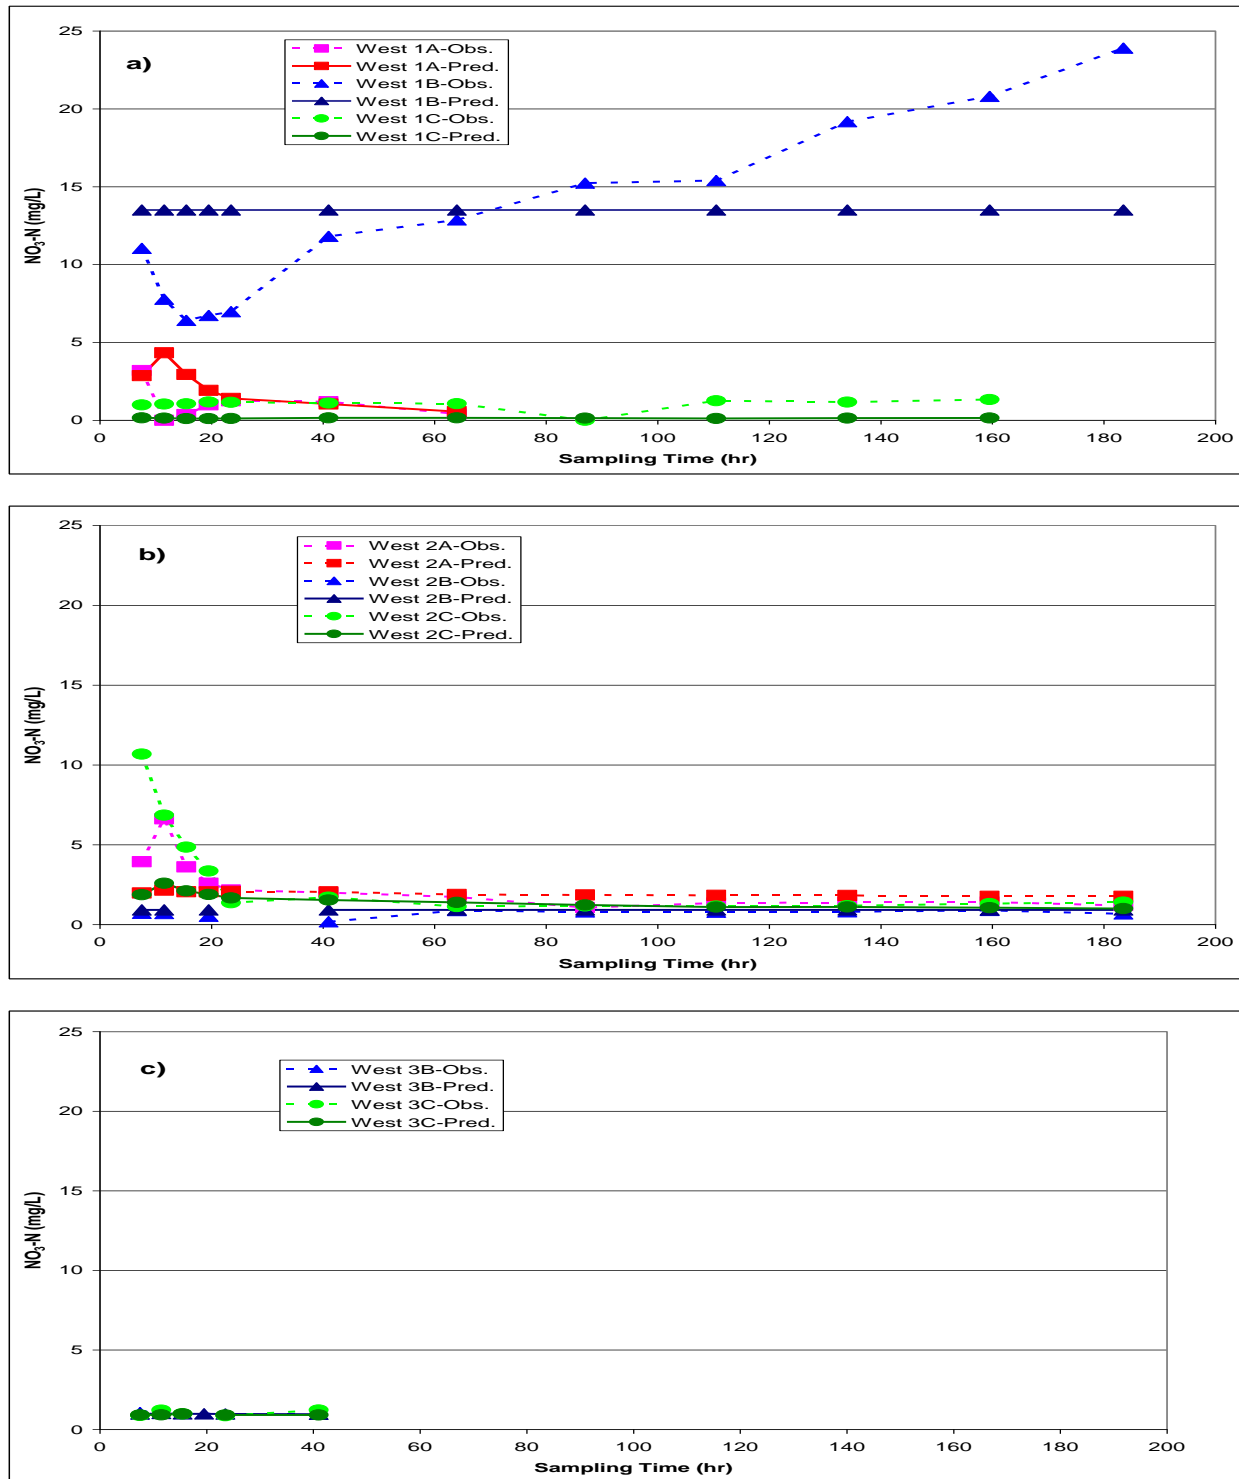 a)
West 1A-Obs.
West 1A-Pred.
West 1B-Obs.
West 1B-Pred.
West 1C-Obs.
West 1C-Pred.
NO₃-N (mg/L)
25
20
15
10
5
0
0 20 40 60 80 100 120 140 160 180 200
Sampling Time (hr)
b)
West 2A-Obs.
West 2A-Pred.
West 2B-Obs.
West 2B-Pred.
West 2C-Obs.
West 2C-Pred.
NO₃-N (mg/L)
25
20
15
10
5
0
0 20 40 60 80 100 120 140 160 180 200
Sampling Time (hr)
c)
West 3B-Obs.
West 3B-Pred.
West 3C-Obs.
West 3C-Pred.
NO₃-N (mg/L)
25
20
15
10
5
0
0 20 40 60 80 100 120 140 160 180 200
Sampling Time (hr)